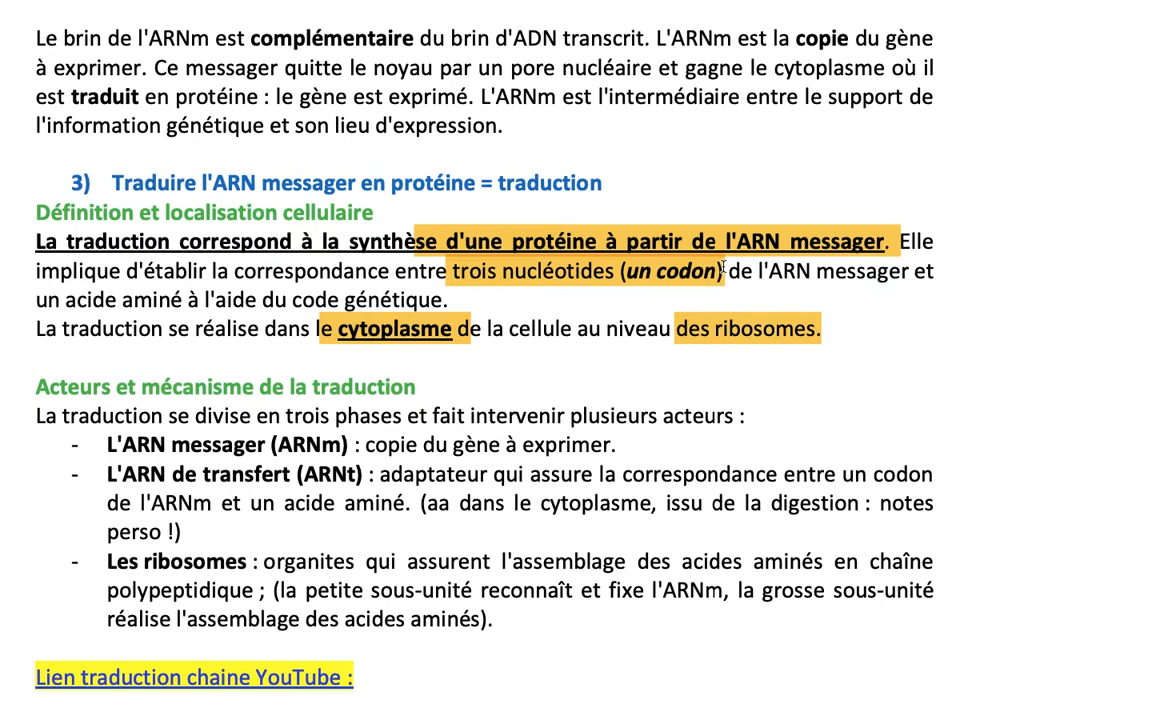 Le brin de l'ARNm est complémentaire du brin d'ADN transcrit. L'ARNm est la copie du gène
à exprimer. Ce messager quitte le noyau par un pore nucléaire et gagne le cytoplasme où il
est traduit en protéine : le gène est exprimé. L'ARNm est l'intermédiaire entre le support de
l'information génétique et son lieu d'expression.
3) Traduire l'ARN messager en protéine = traduction
Définition et localisation cellulaire
La traduction correspond à la synthèse d'une protéine à partir de l'ARN messager. Elle
implique d'établir la correspondance entre trois nucléotides (un codon) de l'ARN messager et
un acide aminé à l'aide du code génétique.
La traduction se réalise dans le cytoplasme de la cellule au niveau des ribosomes.
Acteurs et mécanisme de la traduction
La traduction se divise en trois phases et fait intervenir plusieurs acteurs :
- L'ARN messager (ARNm) : copie du gène à exprimer.
- L'ARN de transfert (ARNt) : adaptateur qui assure la correspondance entre un codon
de l'ARNm et un acide aminé. (aa dans le cytoplasme, issu de la digestion : notes
perso !)
- Les ribosomes : organites qui assurent l'assemblage des acides aminés en chaîne
polypeptidique ; (la petite sous-unité reconnaît et fixe l'ARNm, la grosse sous-unité
réalise l'assemblage des acides aminés).
Lien traduction chaine YouTube :